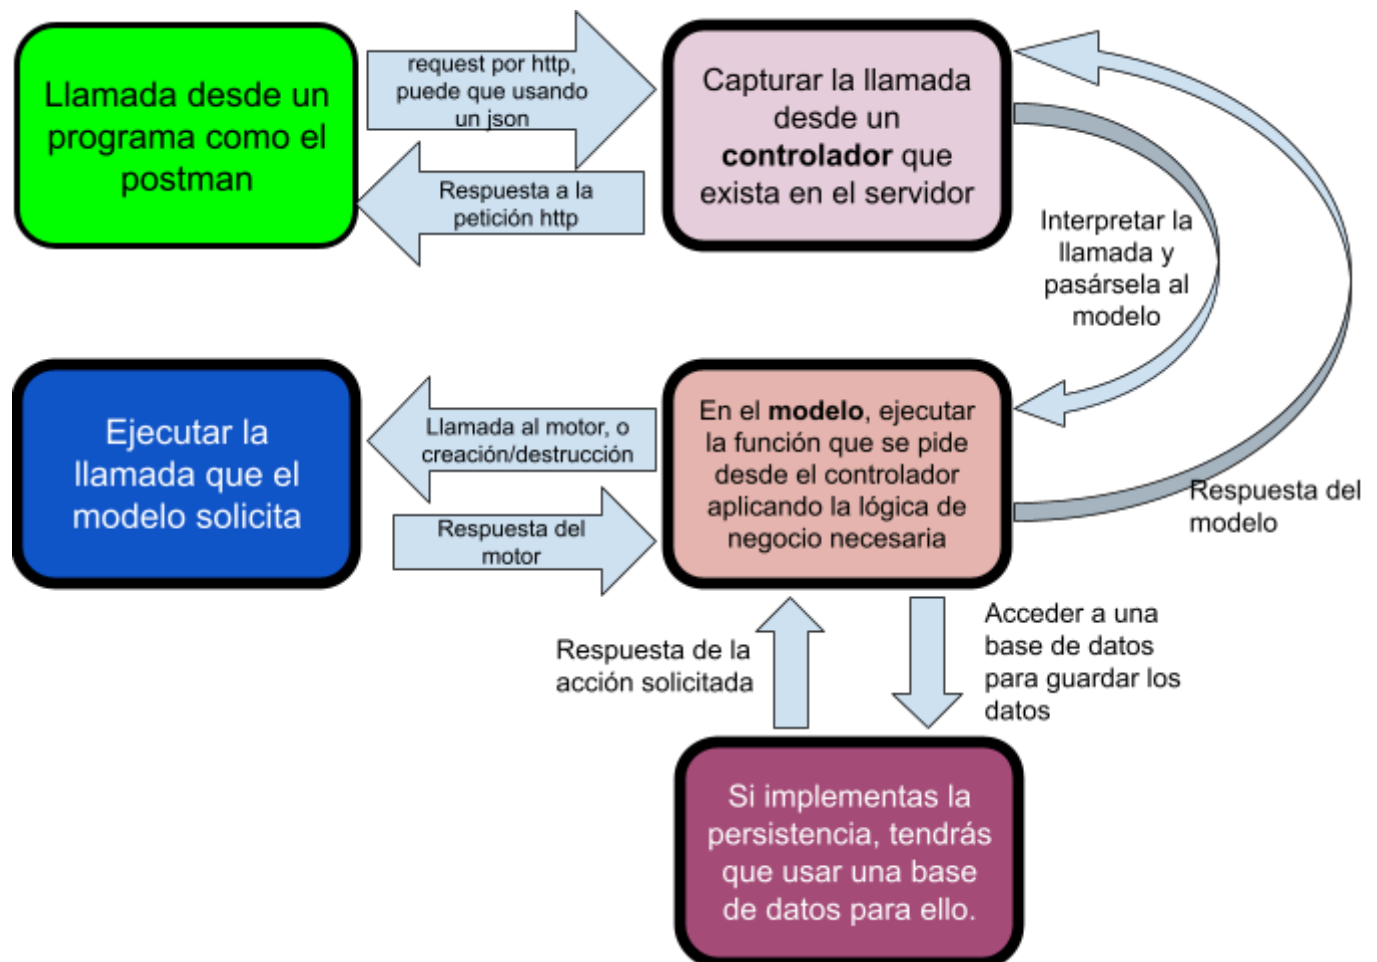 Llamada desde un
programa como el
postman
request por http,
puede que usando
un json
Respuesta a la
petición http
Capturar la llamada
desde un
controlador que
exista en el servidor
Interpretar la
llamada y
pasársela al
modelo
Ejecutar la
llamada que el
modelo solicita
Llamada al motor, o
creación/destrucción
Respuesta del
motor
En el modelo, ejecutar
la función que se pide
desde el controlador
aplicando la lógica de
negocio necesaria
Respuesta del
modelo
Respuesta de la
acción solicitada
Acceder a una
base de datos
para guardar los
datos
Si implementas la
persistencia, tendrás
que usar una base
de datos para ello.